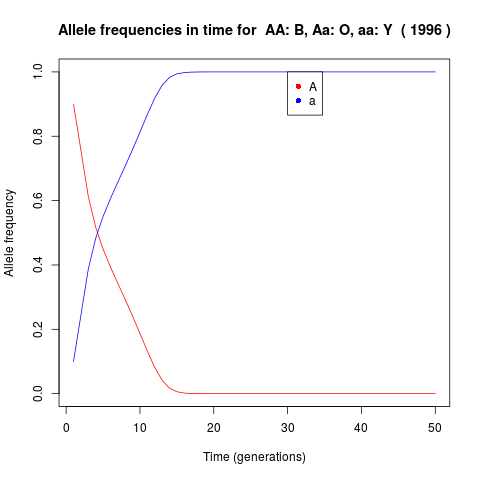 Allele frequencies in time for  AA: B, Aa: O, aa: Y  ( 1996 )
Allele frequency
1.0
0.8
0.6
0.4
0.2
0.0
A
a
0 10 20 30 40 50
Time (generations)